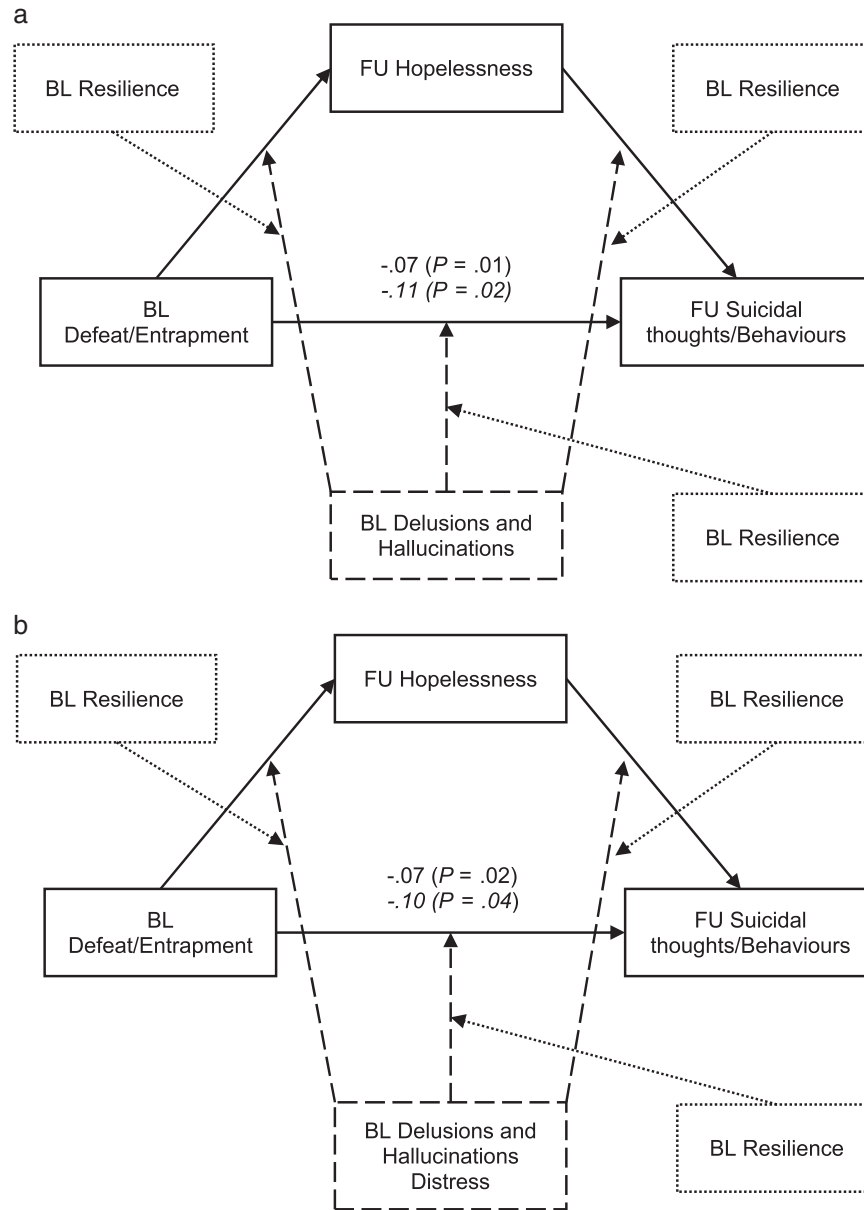 a
FU Hopelessness
BL Resilience
BL Resilience
-.07 (P = .01)
-.11 (P = .02)
BL
Defeat/Entrapment
FU Suicidal
thoughts/Behaviours
BL Delusions and
Hallucinations
BL Resilience
b
FU Hopelessness
BL Resilience
BL Resilience
-.07 (P = .02)
-.10 (P = .04)
BL
Defeat/Entrapment
FU Suicidal
thoughts/Behaviours
BL Delusions and
Hallucinations
Distress
BL Resilience